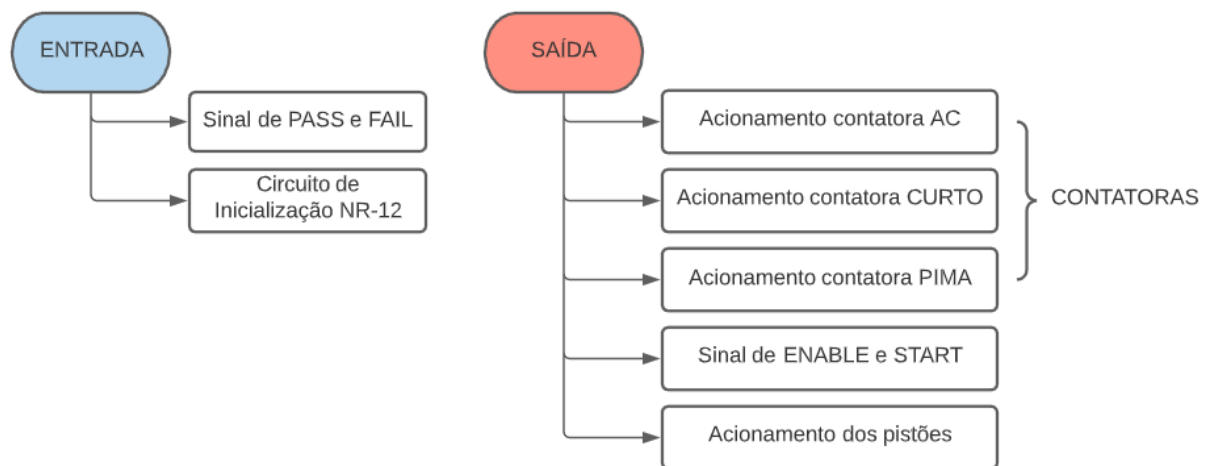 ENTRADA
Sinal de PASS e FAIL
Circuito de
Inicialização NR-12
SAÍDA
Acionamento contatora AC
Acionamento contatora CURTO
Acionamento contatora PIMA
CONTATORAS
Sinal de ENABLE e START
Acionamento dos pistões